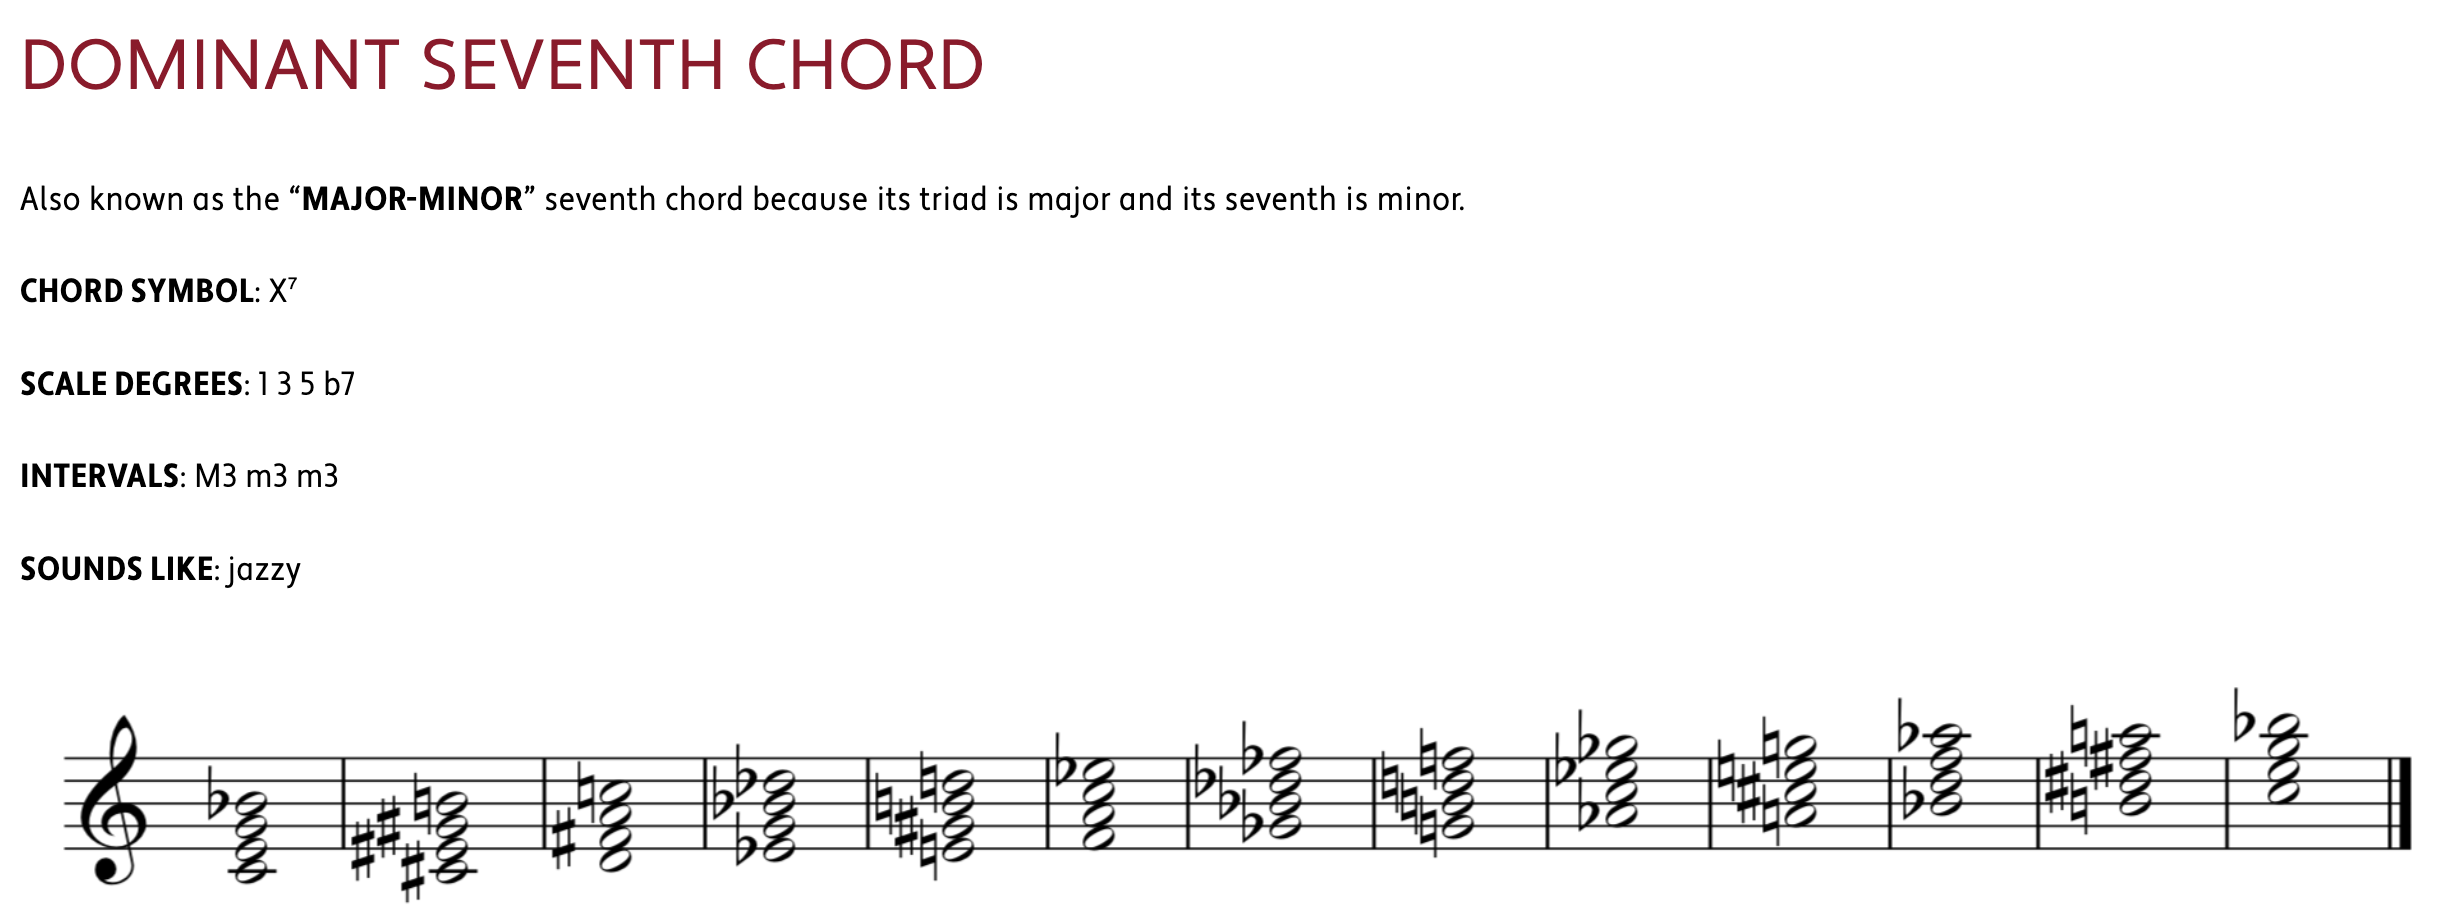 DOMINANT SEVENTH CHORD
Also known as the “MAJOR-MINOR” seventh chord because its triad is major and its seventh is minor.
CHORD SYMBOL: X⁷
SCALE DEGREES: 1 3 5 b7
INTERVALS: M3 m3 m3
SOUNDS LIKE: jazzy